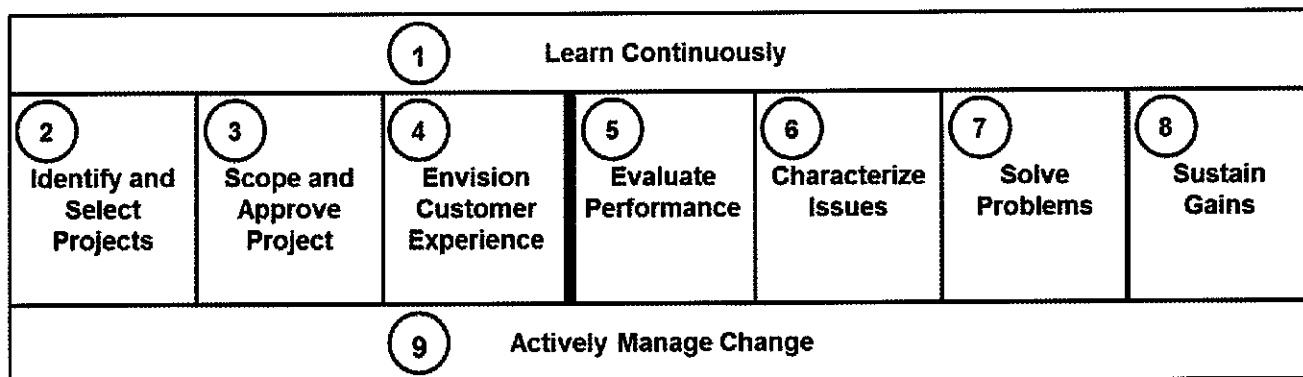 1 Learn Continuously
2
Identify and
Select
Projects
3
Scope and
Approve
Project
4
Envision
Customer
Experience
5
Evaluate
Performance
6
Characterize
Issues
7
Solve
Problems
8
Sustain
Gains
9 Actively Manage Change